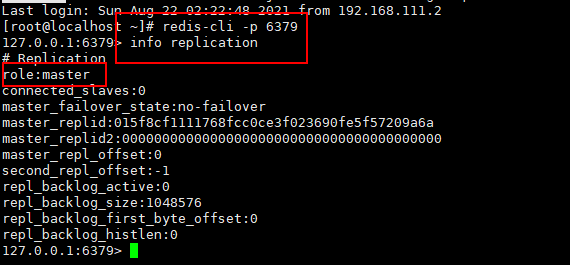 Last login: Sun Aug 22 02:22:48 2021 from 192.168.111.2
[root@localhost ~]# redis-cli -p 6379
127.0.0.1:6379> info replication
# Replication
role:master
connected_slaves:0
master_failover_state:no-failover
master_replid:015f8cf1111768fcc0ce3f023690fe5f57209a6a
master_replid2:0000000000000000000000000000000000000000
master_repl_offset:0
second_repl_offset:-1
repl_backlog_active:0
repl_backlog_size:1048576
repl_backlog_first_byte_offset:0
repl_backlog_histlen:0
127.0.0.1:6379>